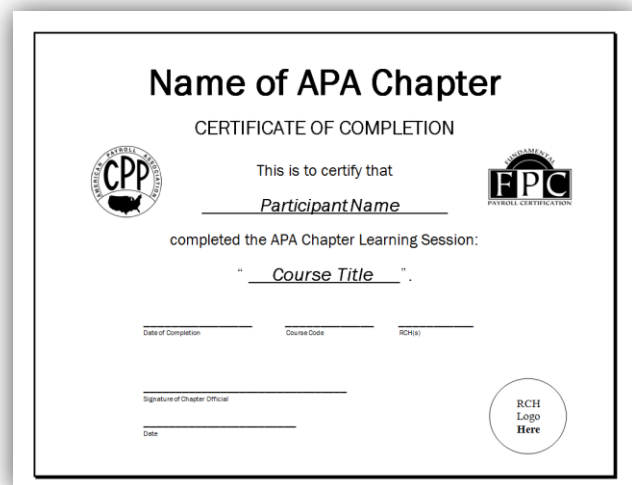 Name of APA Chapter
CERTIFICATE OF COMPLETION
AMERICAN PAYROLL ASSOCIATION
CPP
This is to certify that
FUNDAMENTAL
FPC
PAYROLL CERTIFICATION
Participant Name
completed the APA Chapter Learning Session:
" Course Title ".
Date of Completion Course Code RCH(s)
Signature of Chapter Official
Date
RCH
Logo
Here